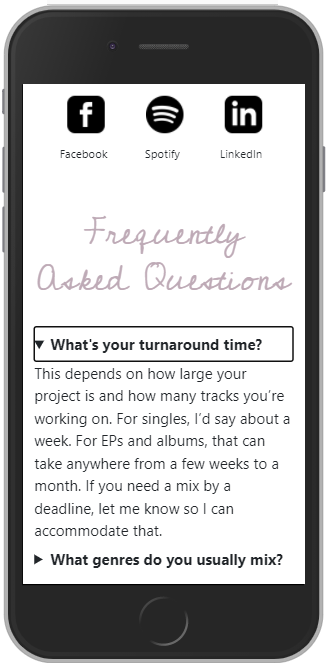 Facebook
Spotify
LinkedIn
Frequently
Asked Questions
What's your turnaround time?
This depends on how large your
project is and how many tracks you’re
working on. For singles, I’d say about a
week. For EPs and albums, that can
take anywhere from a few weeks to a
month. If you need a mix by a
deadline, let me know so I can
accommodate that.
What genres do you usually mix?